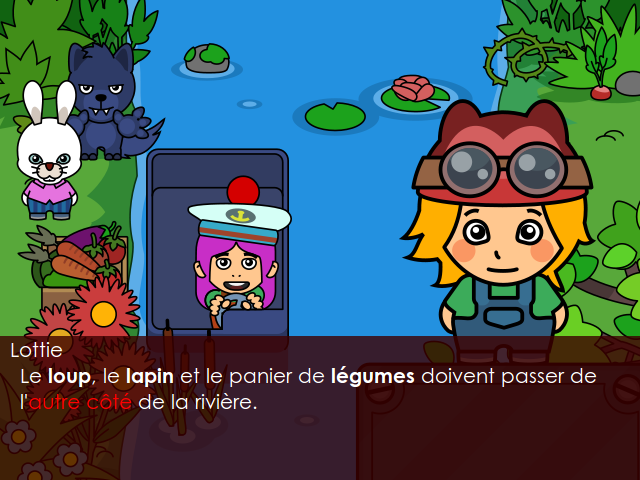 Lottie
Le loup, le lapin et le panier de légumes doivent passer de
l'autre côté de la rivière.